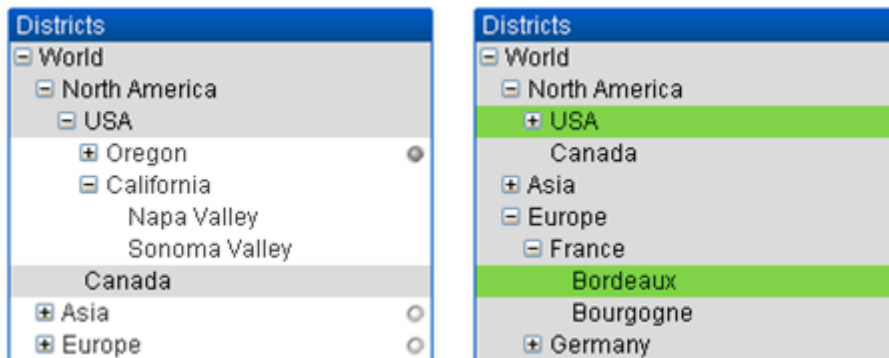 Districts
World
North America
USA
Oregon
California
Napa Valley
Sonoma Valley
Canada
Asia
Europe
Districts
World
North America
USA
Canada
Asia
Europe
France
Bordeaux
Bourgogne
Germany